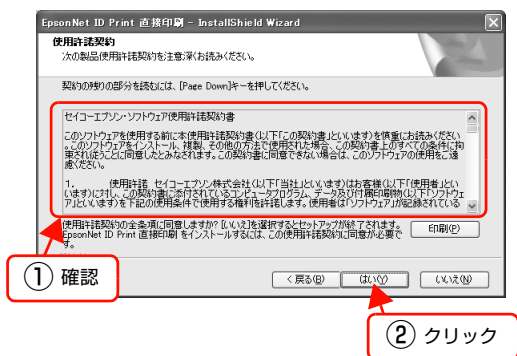 EpsonNet ID Print 直接印刷 - InstallShield Wizard
使用許諾契約
次の製品使用許諾契約を注意深くお読みください。
契約の残りの部分を読むには、[Page Down]キーを押してください。
セイコーエプソン・ソフトウェア使用許諾契約書
このソフトウェアを使用する前に本使用許諾契約書(以下「この契約書」といいます)を慎重にお読みください
。このソフトウェアをインストール、複製、その他の方法で使用された場合、この契約書上のすべての条件に拘
束され従うことに同意したとみなされます。この契約書に同意できない場合は、このソフトウェアの使用をご遠
慮ください。
1. 使用許諾 セイコーエプソン株式会社(以下「当社」といいます)はお客様(以下「使用者」とい
います)に対し、この契約書に添付されているコンピュータプログラム、データ及び付属印刷物(以下「ソフトウェ
ア」といいます)を下記の使用条件で使用する権利を許諾します。使用者は「ソフトウェア」が記録されている
使用許諾契約の全条項に同意しますか? [いいえ]を選択するとセットアップが終了されます。
EpsonNet ID Print 直接印刷 をインストールするには、この使用許諾契約に同意が必要で
す。
印刷(P)
① 確認
< 戻る(B)
はい(Y)
いいえ(N)
② クリック